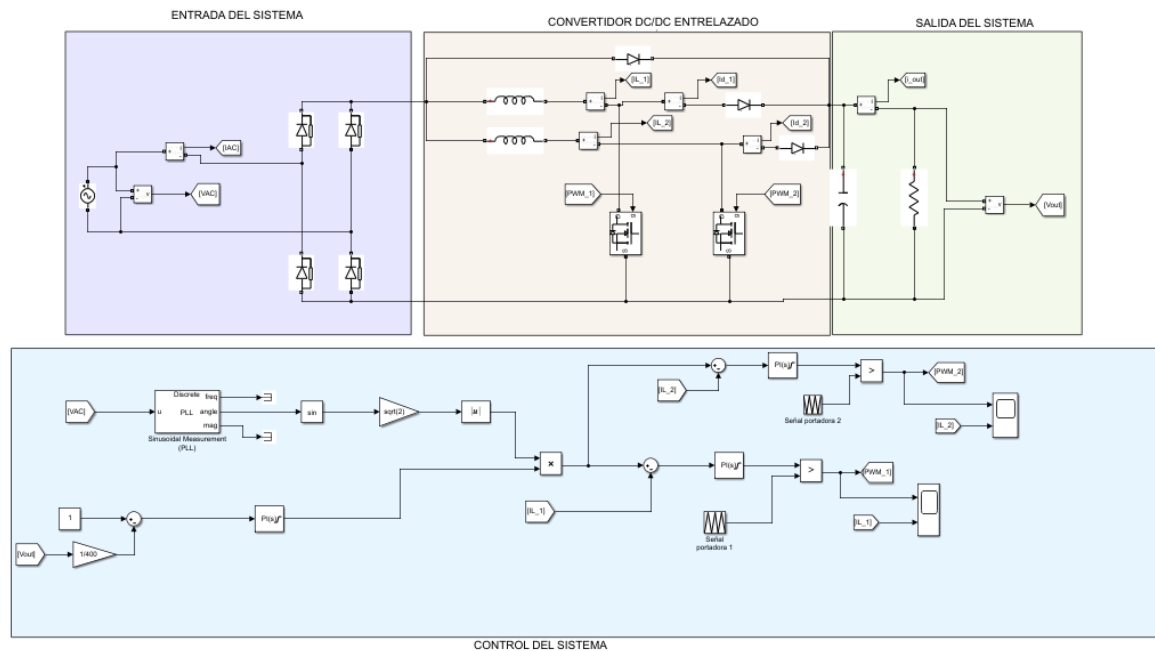 ENTRADA DEL SISTEMA
CONVERTIDOR DC/DC ENTRELAZADO
SALIDA DEL SISTEMA
[IL_1]
[Id_1]
[i_out]
[IL_2]
[Id_2]
[IAC]
[VAC]
[PWM_1]
[PWM_2]
[Vout]
[VAC]
Discrete
u
PLL
freq
angle
mag
Sinusoidal Measurement
(PLL)
sin
sqrt(2)
|u|
×
[IL_2]
PI(s)
>
[PWM_2]
Señal portadora 2
[IL_2]
[IL_1]
PI(s)
>
[PWM_1]
Señal
portadora 1
[IL_1]
1
PI(s)
[Vout]
1/400
CONTROL DEL SISTEMA